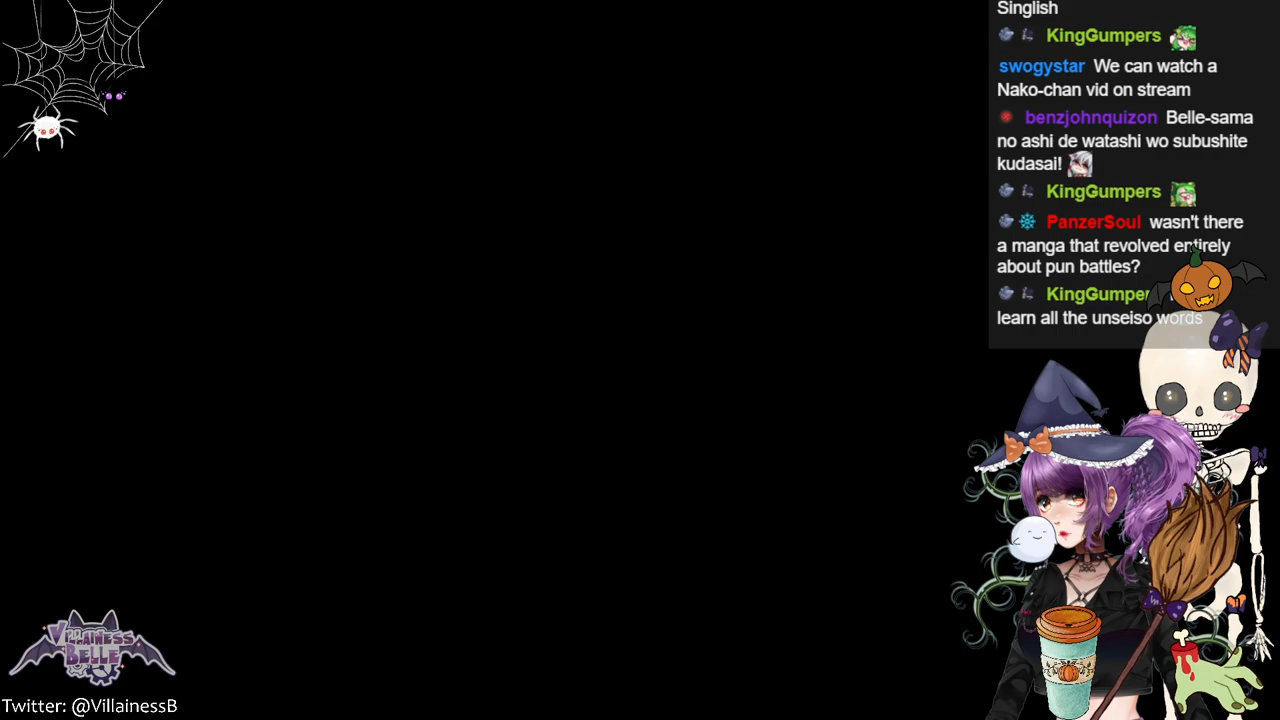 Singlish
KingGumpers
swogystar We can watch a
Nako-chan vid on stream
benzjohnquizon Belle-sama
no ashi de watashi wo subushite
kudasai!
KingGumpers
PanzerSoul wasn't there
a manga that revolved entirely
about pun battles?
KingGumper
learn all the unseiso words
VILLAINESS
BELLE
Twitter: @VillainessB